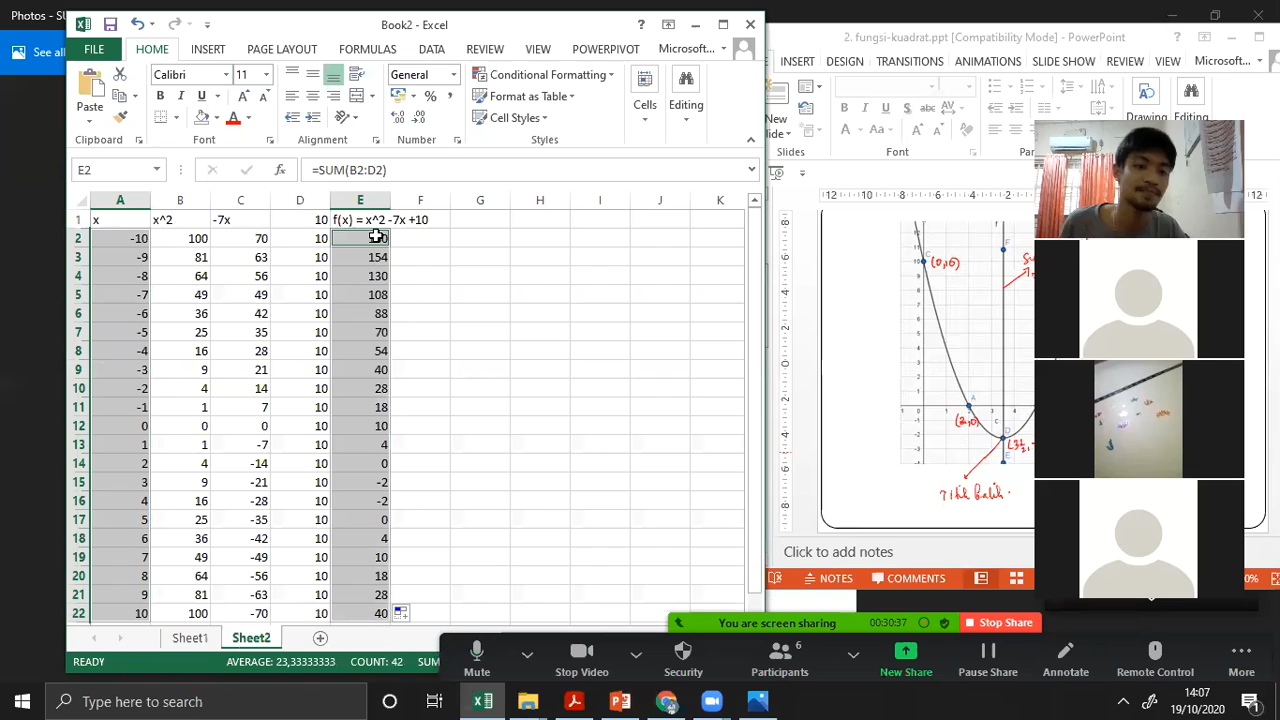 Photos - SU
Book2 - Excel
2. fungsi-kuadrat.ppt [Compatibility Mode] - PowerPoint
See all
FILE HOME INSERT PAGE LAYOUT FORMULAS DATA REVIEW VIEW POWERPIVOT Microsoft...
INSERT DESIGN TRANSITIONS ANIMATIONS SLIDE SHOW REVIEW VIEW Microsoft...
Paste
Calibri 11
General
Conditional Formatting
Format as Table
Cell Styles
Cells
Editing
New
Slide
Drawing Editing
Clipboard Font Alignment Number Styles
Slides Font
E2 =SUM(B2:D2)
A B C D E F G H I J K
1 x x^2 -7x 10 f(x) = x^2 -7x +10
2 -10 100 70 10
3 -9 81 63 10 154
4 -8 64 56 10 130
5 -7 49 49 10 108
6 -6 36 42 10 88
7 -5 25 35 10 70
8 -4 16 28 10 54
9 -3 9 21 10 40
10 -2 4 14 10 28
11 -1 1 7 10 18
12 0 0 0 10 10
13 1 1 -7 10 4
14 2 4 -14 10 0
15 3 9 -21 10 -2
16 4 16 -28 10 -2
17 5 25 -35 10 0
18 6 36 -42 10 4
19 7 49 -49 10 10
20 8 64 -56 10 18
21 9 81 -63 10 28
22 10 100 -70 10 40
Sheet1 Sheet2
READY AVERAGE: 23,33333333 COUNT: 42 SUM
(2,0)
Click to add notes
NOTES COMMENTS
You are screen sharing 00:30:37 Stop Share
Mute Stop Video Security Participants 6 New Share Pause Share Annotate Remote Control More
Type here to search
14:07
19/10/2020